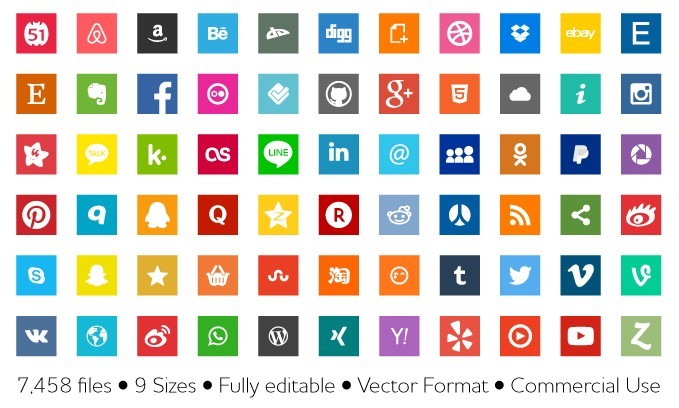 51 a Bē digg ebay E
E f g+ 5 i
TALK k. as LINE in @ P
q Q Z R
t v V
VK W Y! Z
7,458 files ● 9 Sizes ● Fully editable ● Vector Format ● Commercial Use